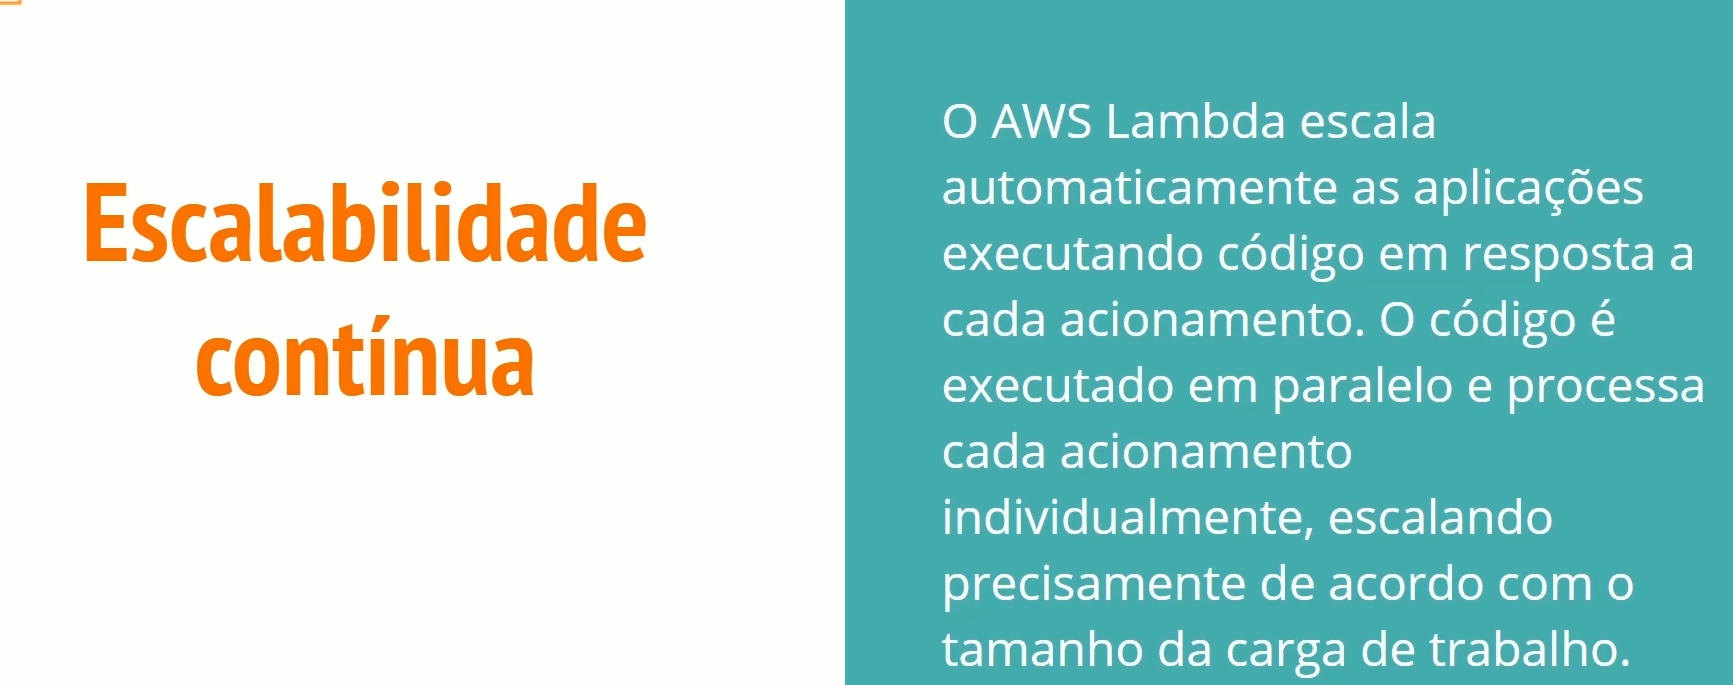 Escalabilidade
contínua
O AWS Lambda escala
automaticamente as aplicações
executando código em resposta a
cada acionamento. O código é
executado em paralelo e processa
cada acionamento
individualmente, escalando
precisamente de acordo com o
tamanho da carga de trabalho.